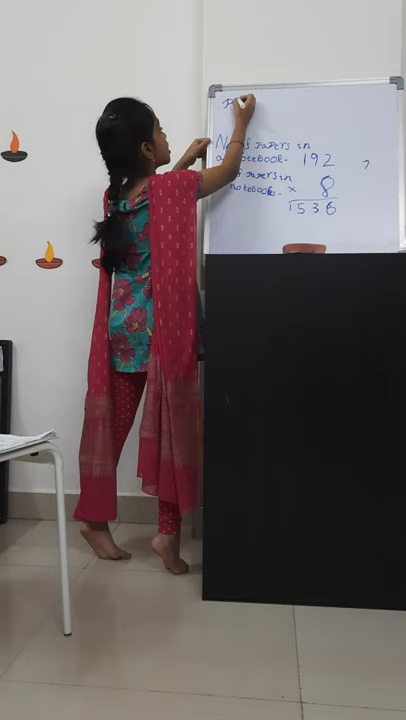 No of papers in
a notebook = 192 ?
of papers in
notebook = × 8
1536